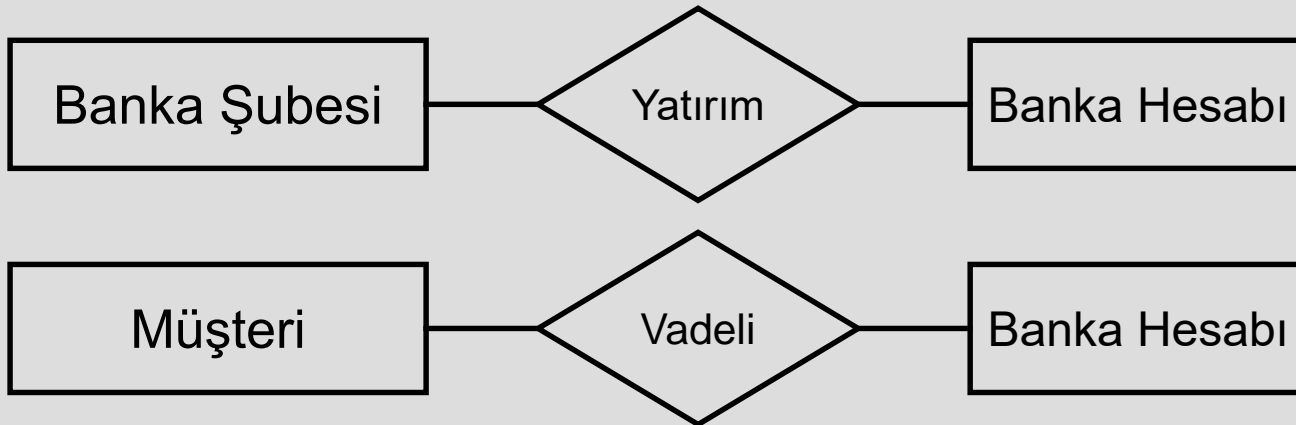 Banka Şubesi
Yatırım
Banka Hesabı
Müşteri
Vadeli
Banka Hesabı